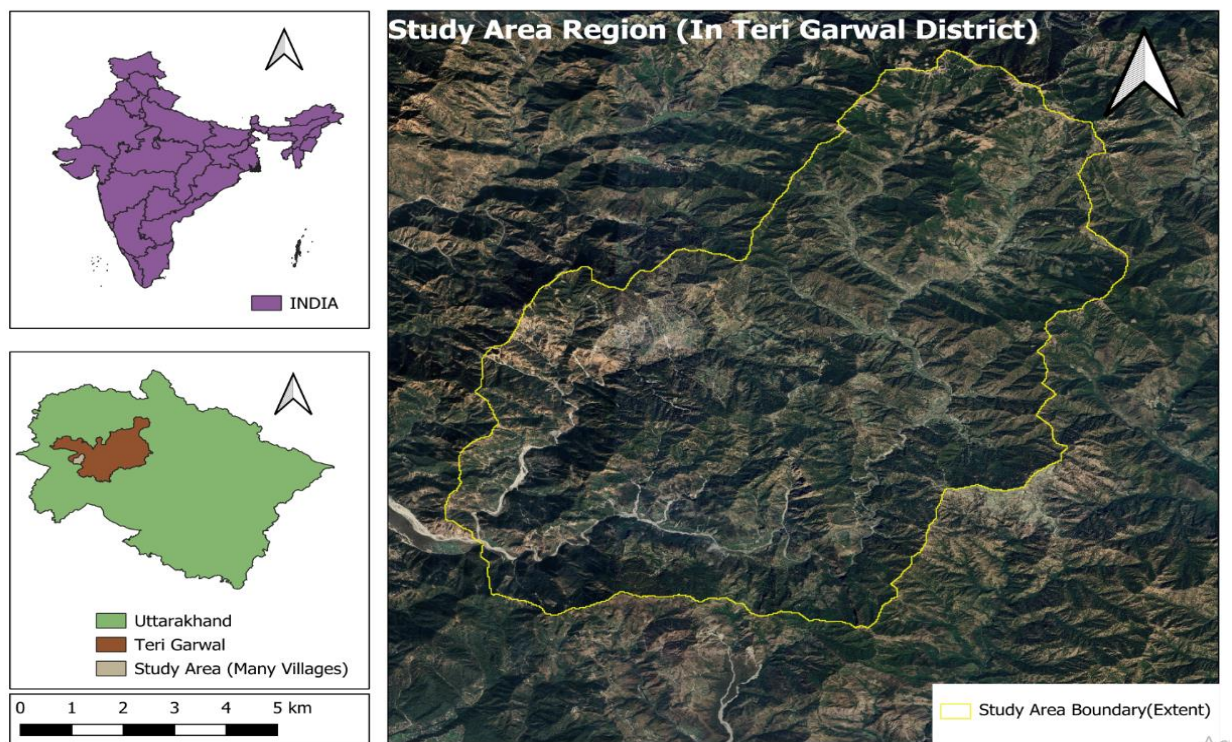 Study Area Region (In Teri Garwal District)
INDIA
Uttarakhand
Teri Garwal
Study Area (Many Villages)
0 1 2 3 4 5 km
Study Area Boundary(Extent)